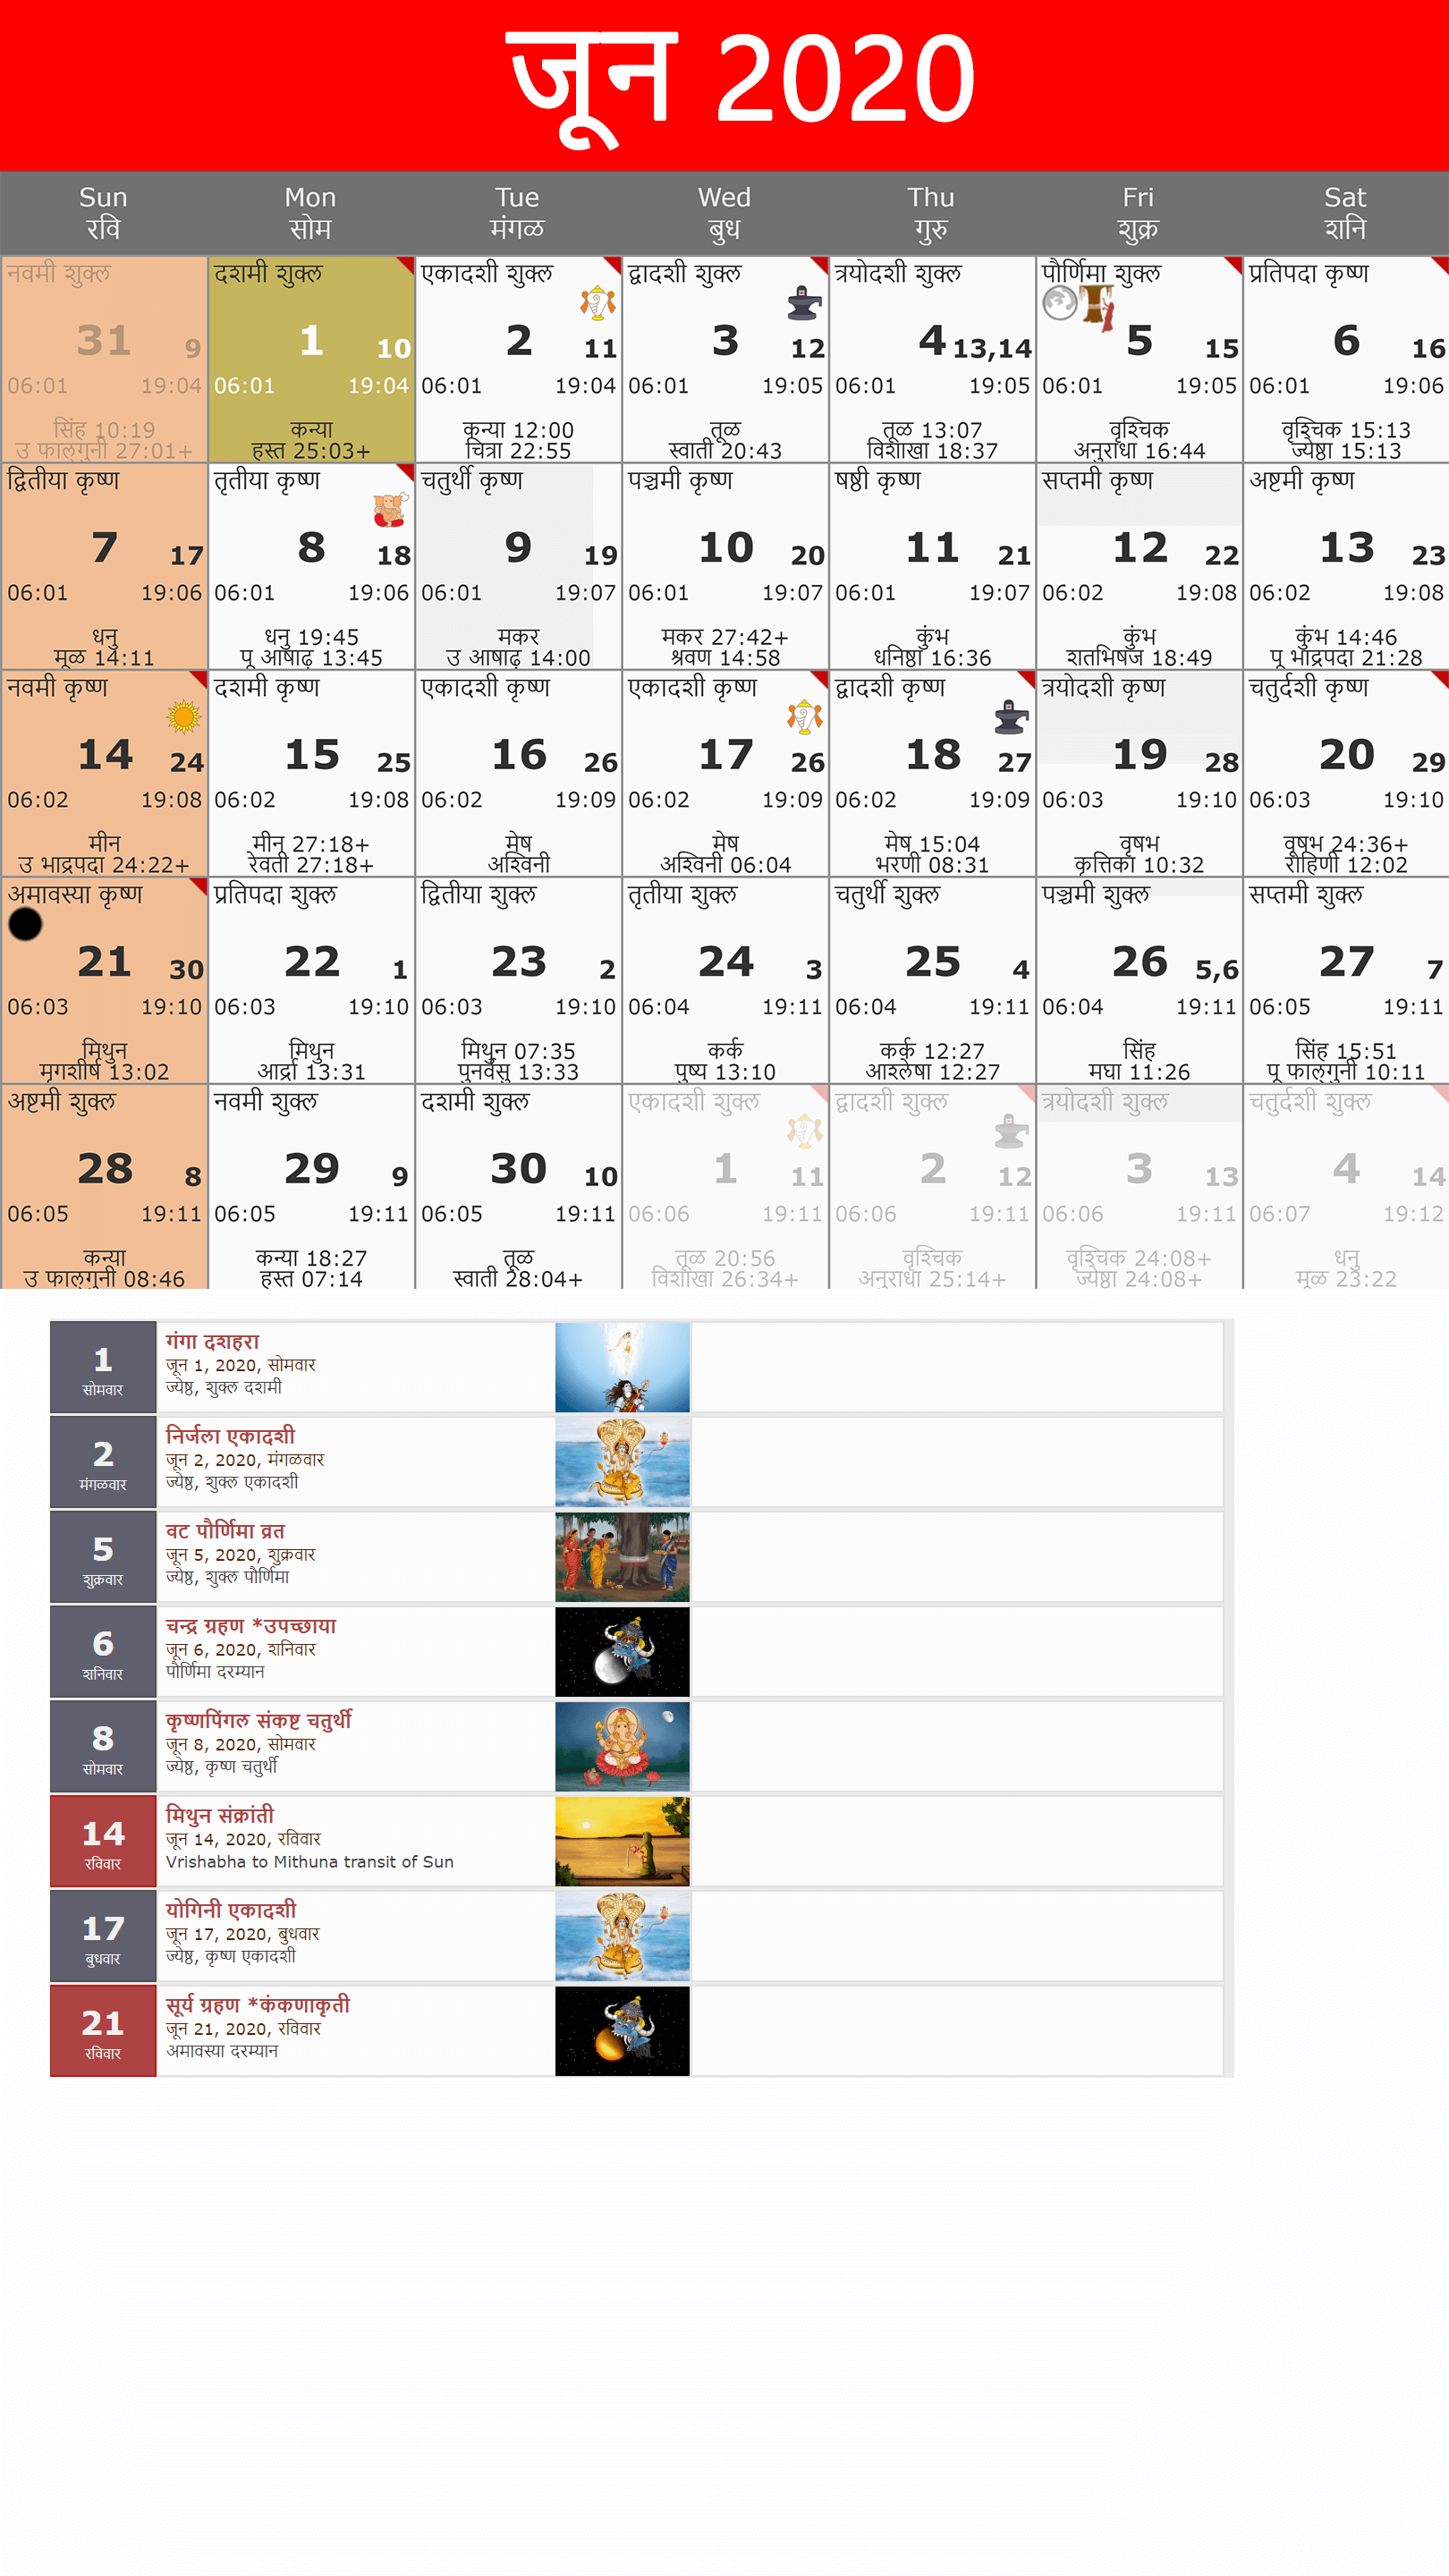 जून 2020
Sun Mon Tue Wed Thu Fri Sat
रवि सोम मंगळ बुध गुरु शुक्र शनि
नवमी शुक्ल दशमी शुक्ल एकादशी शुक्ल द्वादशी शुक्ल त्रयोदशी शुक्ल पौर्णिमा शुक्ल प्रतिपदा कृष्ण
31 9 1 10 2 11 3 12 4 13,14 5 15 6 16
06:01 19:04 06:01 19:04 06:01 19:04 06:01 19:05 06:01 19:05 06:01 19:05 06:01 19:06
सिंह 10:19 कन्या कन्या 12:00 तूळ तूळ 13:07 वृश्चिक वृश्चिक 15:13
उ फाल्गुनी 27:01+ हस्त 25:03+ चित्रा 22:55 स्वाती 20:43 विशाखा 18:37 अनुराधा 16:44 ज्येष्ठा 15:13
द्वितीया कृष्ण तृतीया कृष्ण चतुर्थी कृष्ण पञ्चमी कृष्ण षष्ठी कृष्ण सप्तमी कृष्ण अष्टमी कृष्ण
7 17 8 18 9 19 10 20 11 21 12 22 13 23
06:01 19:06 06:01 19:06 06:01 19:07 06:01 19:07 06:01 19:07 06:02 19:08 06:02 19:08
धनु धनु 19:45 मकर मकर 27:42+ कुंभ कुंभ कुंभ 14:46
मूळ 14:11 पू आषाढ़ 13:45 उ आषाढ़ 14:00 श्रवण 14:58 धनिष्ठा 16:36 शतभिषज 18:49 पू भाद्रपदा 21:28
नवमी कृष्ण दशमी कृष्ण एकादशी कृष्ण एकादशी कृष्ण द्वादशी कृष्ण त्रयोदशी कृष्ण चतुर्दशी कृष्ण
14 24 15 25 16 26 17 26 18 27 19 28 20 29
06:02 19:08 06:02 19:08 06:02 19:09 06:02 19:09 06:02 19:09 06:03 19:10 06:03 19:10
मीन मीन 27:18+ मेष मेष मेष 15:04 वृषभ वृषभ 24:36+
उ भाद्रपदा 24:22+ रेवती 27:18+ अश्विनी अश्विनी 06:04 भरणी 08:31 कृत्तिका 10:32 रोहिणी 12:02
अमावस्या कृष्ण प्रतिपदा शुक्ल द्वितीया शुक्ल तृतीया शुक्ल चतुर्थी शुक्ल पञ्चमी शुक्ल सप्तमी शुक्ल
21 30 22 1 23 2 24 3 25 4 26 5,6 27 7
06:03 19:10 06:03 19:10 06:03 19:10 06:04 19:11 06:04 19:11 06:04 19:11 06:05 19:11
मिथुन मिथुन मिथुन 07:35 कर्क कर्क 12:27 सिंह सिंह 15:51
मृगशीर्ष 13:02 आर्द्रा 13:31 पुनर्वसु 13:33 पुष्य 13:10 आश्लेषा 12:27 मघा 11:26 पू फाल्गुनी 10:11
अष्टमी शुक्ल नवमी शुक्ल दशमी शुक्ल एकादशी शुक्ल द्वादशी शुक्ल त्रयोदशी शुक्ल चतुर्दशी शुक्ल
28 8 29 9 30 10 1 11 2 12 3 13 4 14
06:05 19:11 06:05 19:11 06:05 19:11 06:06 19:11 06:06 19:11 06:06 19:11 06:07 19:12
कन्या कन्या 18:27 तूळ तूळ 20:56 वृश्चिक वृश्चिक 24:08+ धनु
उ फाल्गुनी 08:46 हस्त 07:14 स्वाती 28:04+ विशाखा 26:34+ अनुराधा 25:14+ ज्येष्ठा 24:08+ मूळ 23:22
1
सोमवार
गंगा दशहरा
जून 1, 2020, सोमवार
ज्येष्ठ, शुक्ल दशमी
2
मंगळवार
निर्जला एकादशी
जून 2, 2020, मंगळवार
ज्येष्ठ, शुक्ल एकादशी
5
शुक्रवार
वट पौर्णिमा व्रत
जून 5, 2020, शुक्रवार
ज्येष्ठ, शुक्ल पौर्णिमा
6
शनिवार
चन्द्र ग्रहण *उपच्छाया
जून 6, 2020, शनिवार
पौर्णिमा दरम्यान
8
सोमवार
कृष्णपिंगल संकष्ट चतुर्थी
जून 8, 2020, सोमवार
ज्येष्ठ, कृष्ण चतुर्थी
14
रविवार
मिथुन संक्रांती
जून 14, 2020, रविवार
Vrishabha to Mithuna transit of Sun
17
बुधवार
योगिनी एकादशी
जून 17, 2020, बुधवार
ज्येष्ठ, कृष्ण एकादशी
21
रविवार
सूर्य ग्रहण *कंकणाकृती
जून 21, 2020, रविवार
अमावस्या दरम्यान